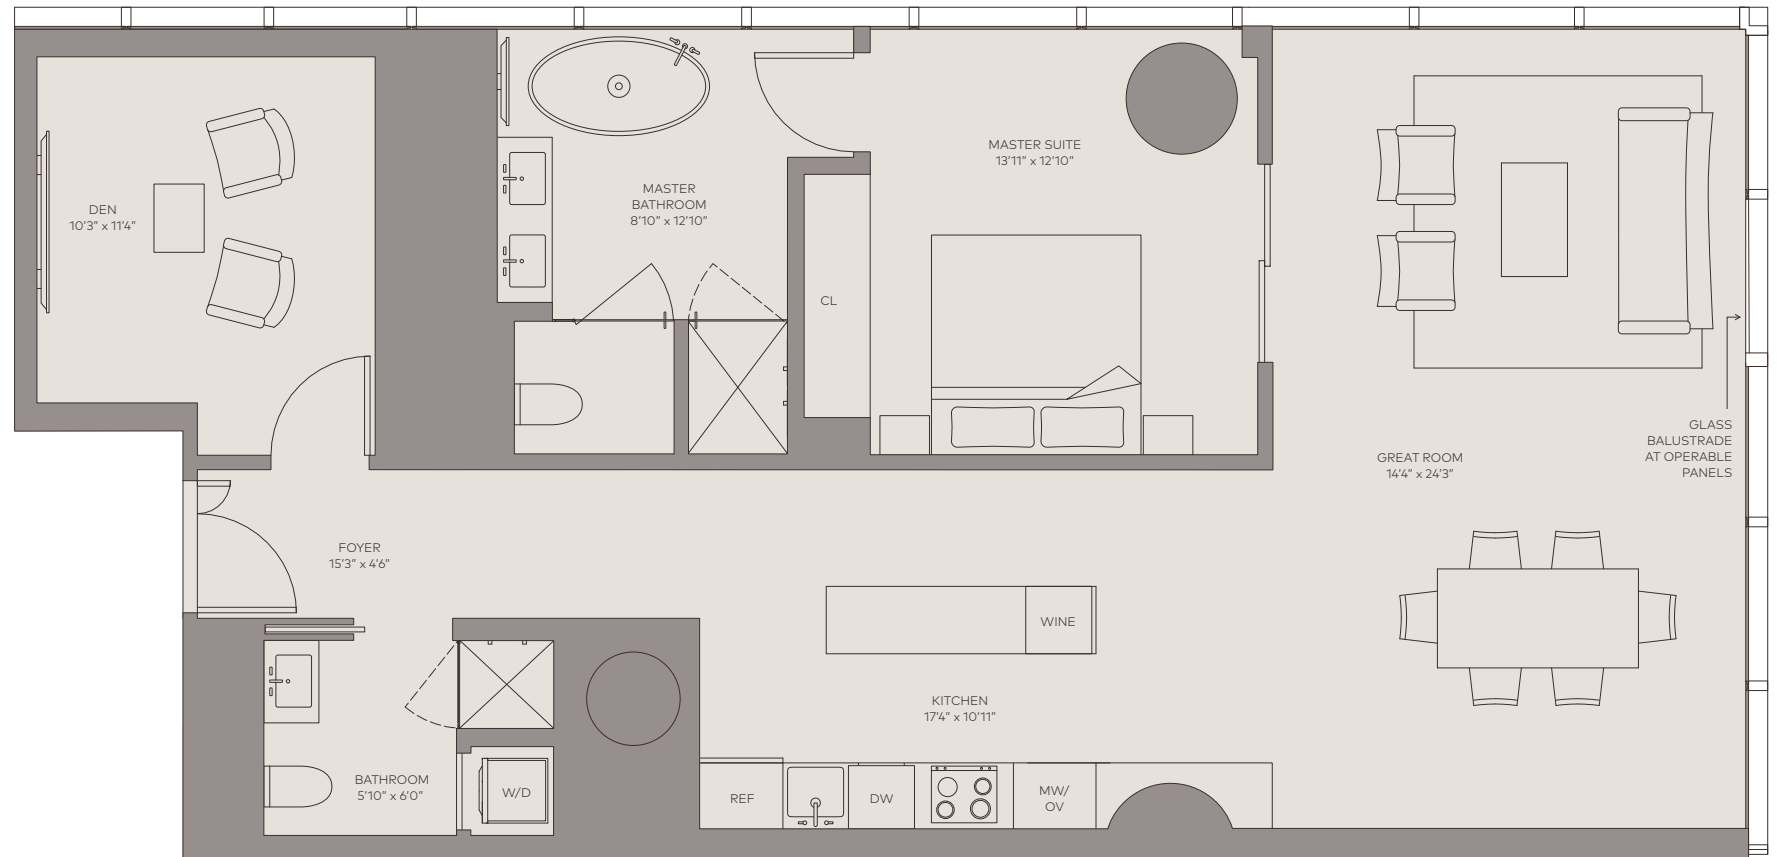 DEN
10'3" x 11'4"
MASTER
BATHROOM
8'10" x 12'10"
MASTER SUITE
13'11" x 12'10"
CL
GLASS
BALUSTRADE
AT OPERABLE
PANELS
GREAT ROOM
14'4" x 24'3"
FOYER
15'3" x 4'6"
WINE
KITCHEN
17'4" x 10'11"
BATHROOM
5'10" x 6'0"
W/D
REF
DW
MW/
OV